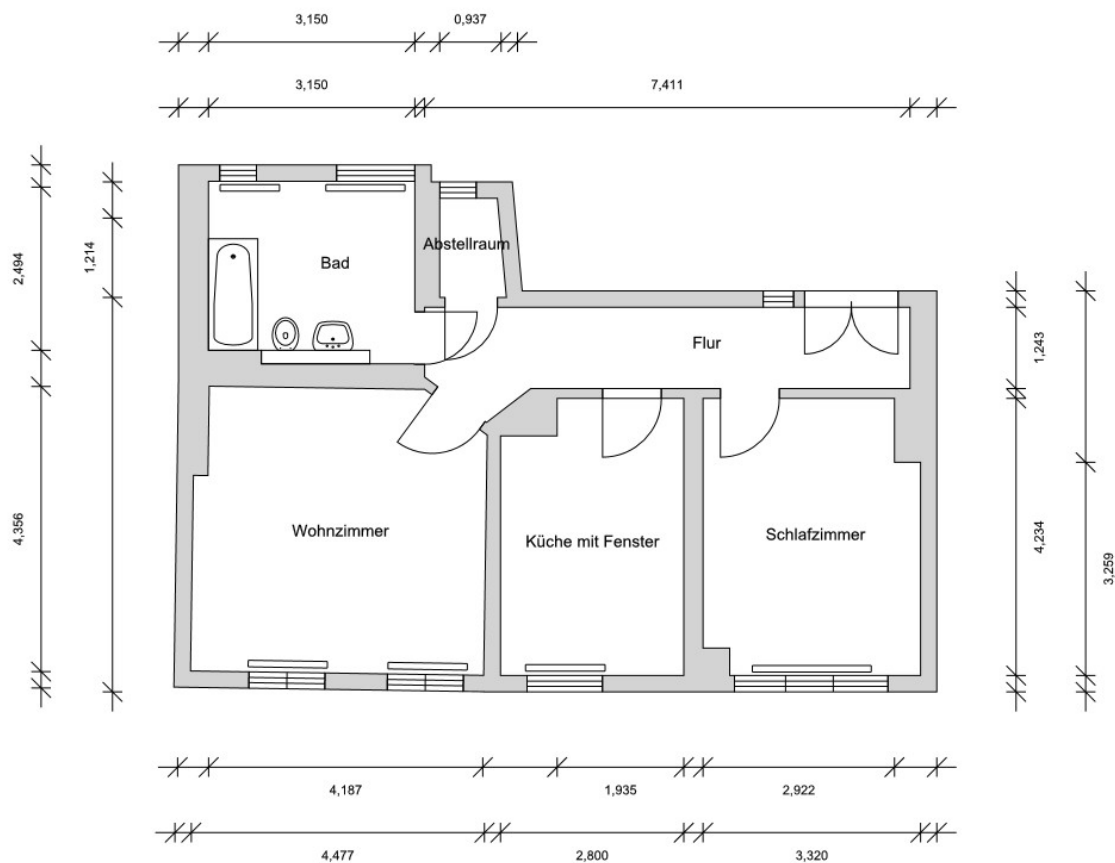 3,150
0,937
3,150
7,411
2,494
1,214
Abstellraum
Bad
Flur
1,243
4,356
Wohnzimmer
Küche mit Fenster
Schlafzimmer
4,234
3,259
4,187
1,935
2,922
4,477
2,800
3,320